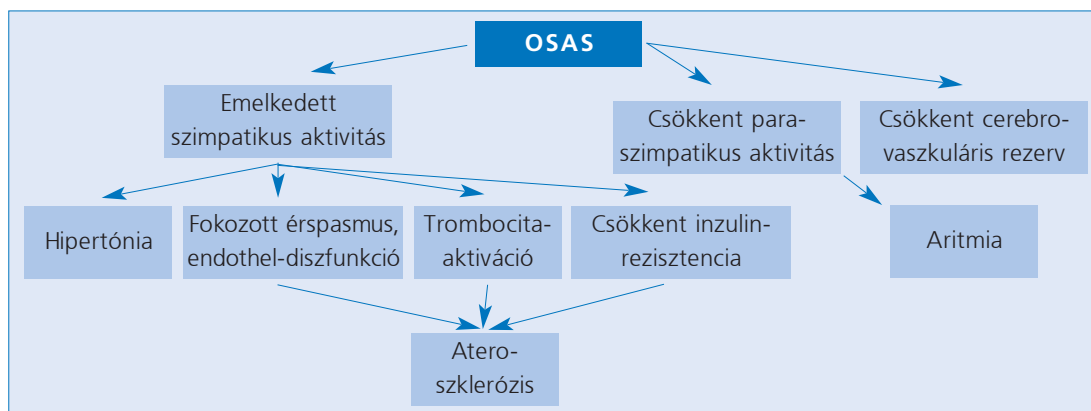 OSAS
Emelkedett
szimpatikus aktivitás
Csökkent para-
szimpatikus aktivitás
Csökkent cerebro-
vaszkuláris rezerv
Hipertónia
Fokozott érspasmus,
endothel-diszfunkció
Trombocita-
aktiváció
Csökkent inzulin-
rezisztencia
Aritmia
Atero-
szklerózis